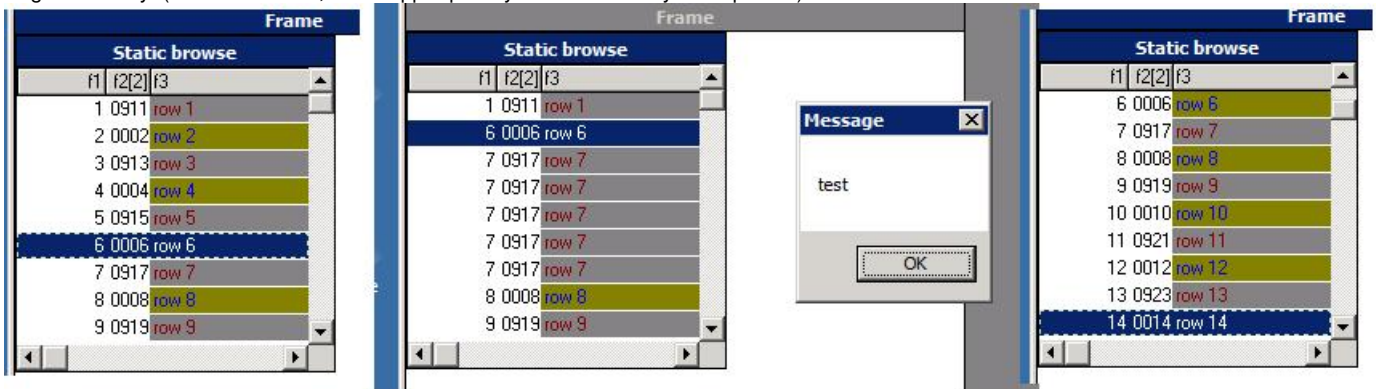 Frame
Static browse
f1 f2[2] f3
1 0911 row 1
2 0002 row 2
3 0913 row 3
4 0004 row 4
5 0915 row 5
6 0006 row 6
7 0917 row 7
8 0008 row 8
9 0919 row 9
Frame
Static browse
f1 f2[2] f3
1 0911 row 1
6 0006 row 6
7 0917 row 7
7 0917 row 7
7 0917 row 7
7 0917 row 7
7 0917 row 7
8 0008 row 8
9 0919 row 9
Message
test
OK
Frame
Static browse
f1 f2[2] f3
6 0006 row 6
7 0917 row 7
8 0008 row 8
9 0919 row 9
10 0010 row 10
11 0921 row 11
12 0012 row 12
13 0923 row 13
14 0014 row 14